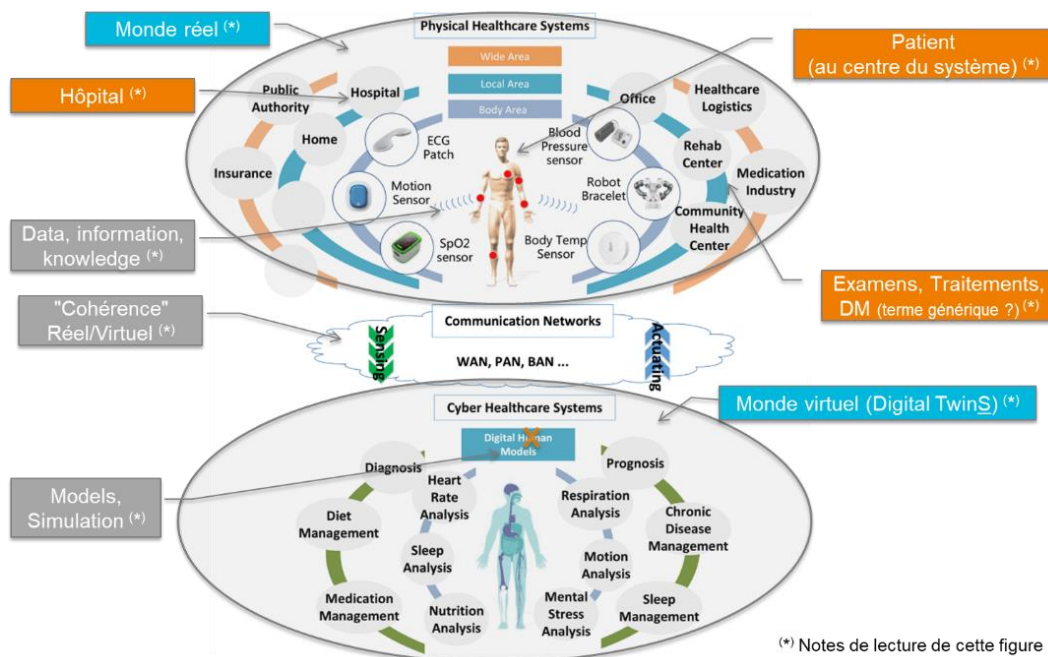 Monde réel (*)
Physical Healthcare Systems
Patient
(au centre du système) (*)
Wide Area
Local Area
Body Area
Hôpital (*)
Public
Authority
Hospital
Home
Insurance
ECG
Patch
Motion
Sensor
SpO2
sensor
Blood
Pressure
sensor
Robot
Bracelet
Body Temp
Sensor
Office
Healthcare
Logistics
Rehab
Center
Medication
Industry
Community
Health
Center
Data, information,
knowledge (*)
Examens, Traitements,
DM (terme générique ?) (*)
"Cohérence"
Réel/Virtuel (*)
Communication Networks
Sensing
WAN, PAN, BAN ...
Actuating
Monde virtuel (Digital TwinS) (*)
Cyber Healthcare Systems
Digital Human
Models
Models,
Simulation (*)
Diagnosis
Heart
Rate
Analysis
Diet
Management
Sleep
Analysis
Medication
Management
Nutrition
Analysis
Prognosis
Respiration
Analysis
Chronic
Disease
Management
Motion
Analysis
Mental
Stress
Analysis
Sleep
Management
(*) Notes de lecture de cette figure